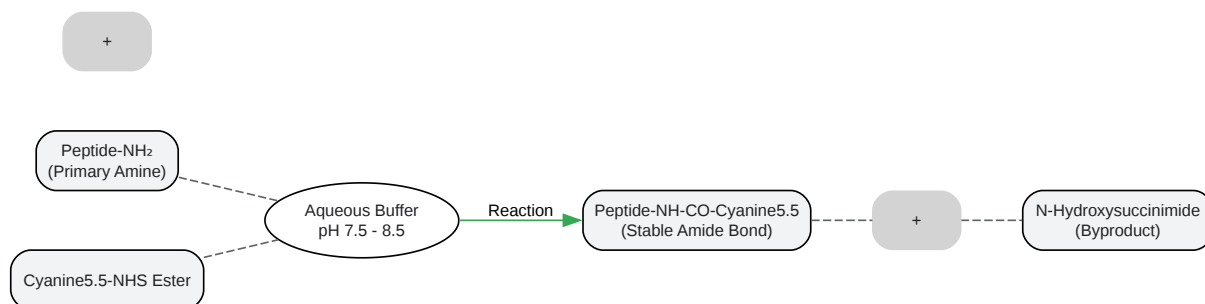 +
Peptide-NH₂
(Primary Amine)
Cyanine5.5-NHS Ester
Aqueous Buffer
pH 7.5 - 8.5
Reaction
Peptide-NH-CO-Cyanine5.5
(Stable Amide Bond)
+
N-Hydroxysuccinimide
(Byproduct)